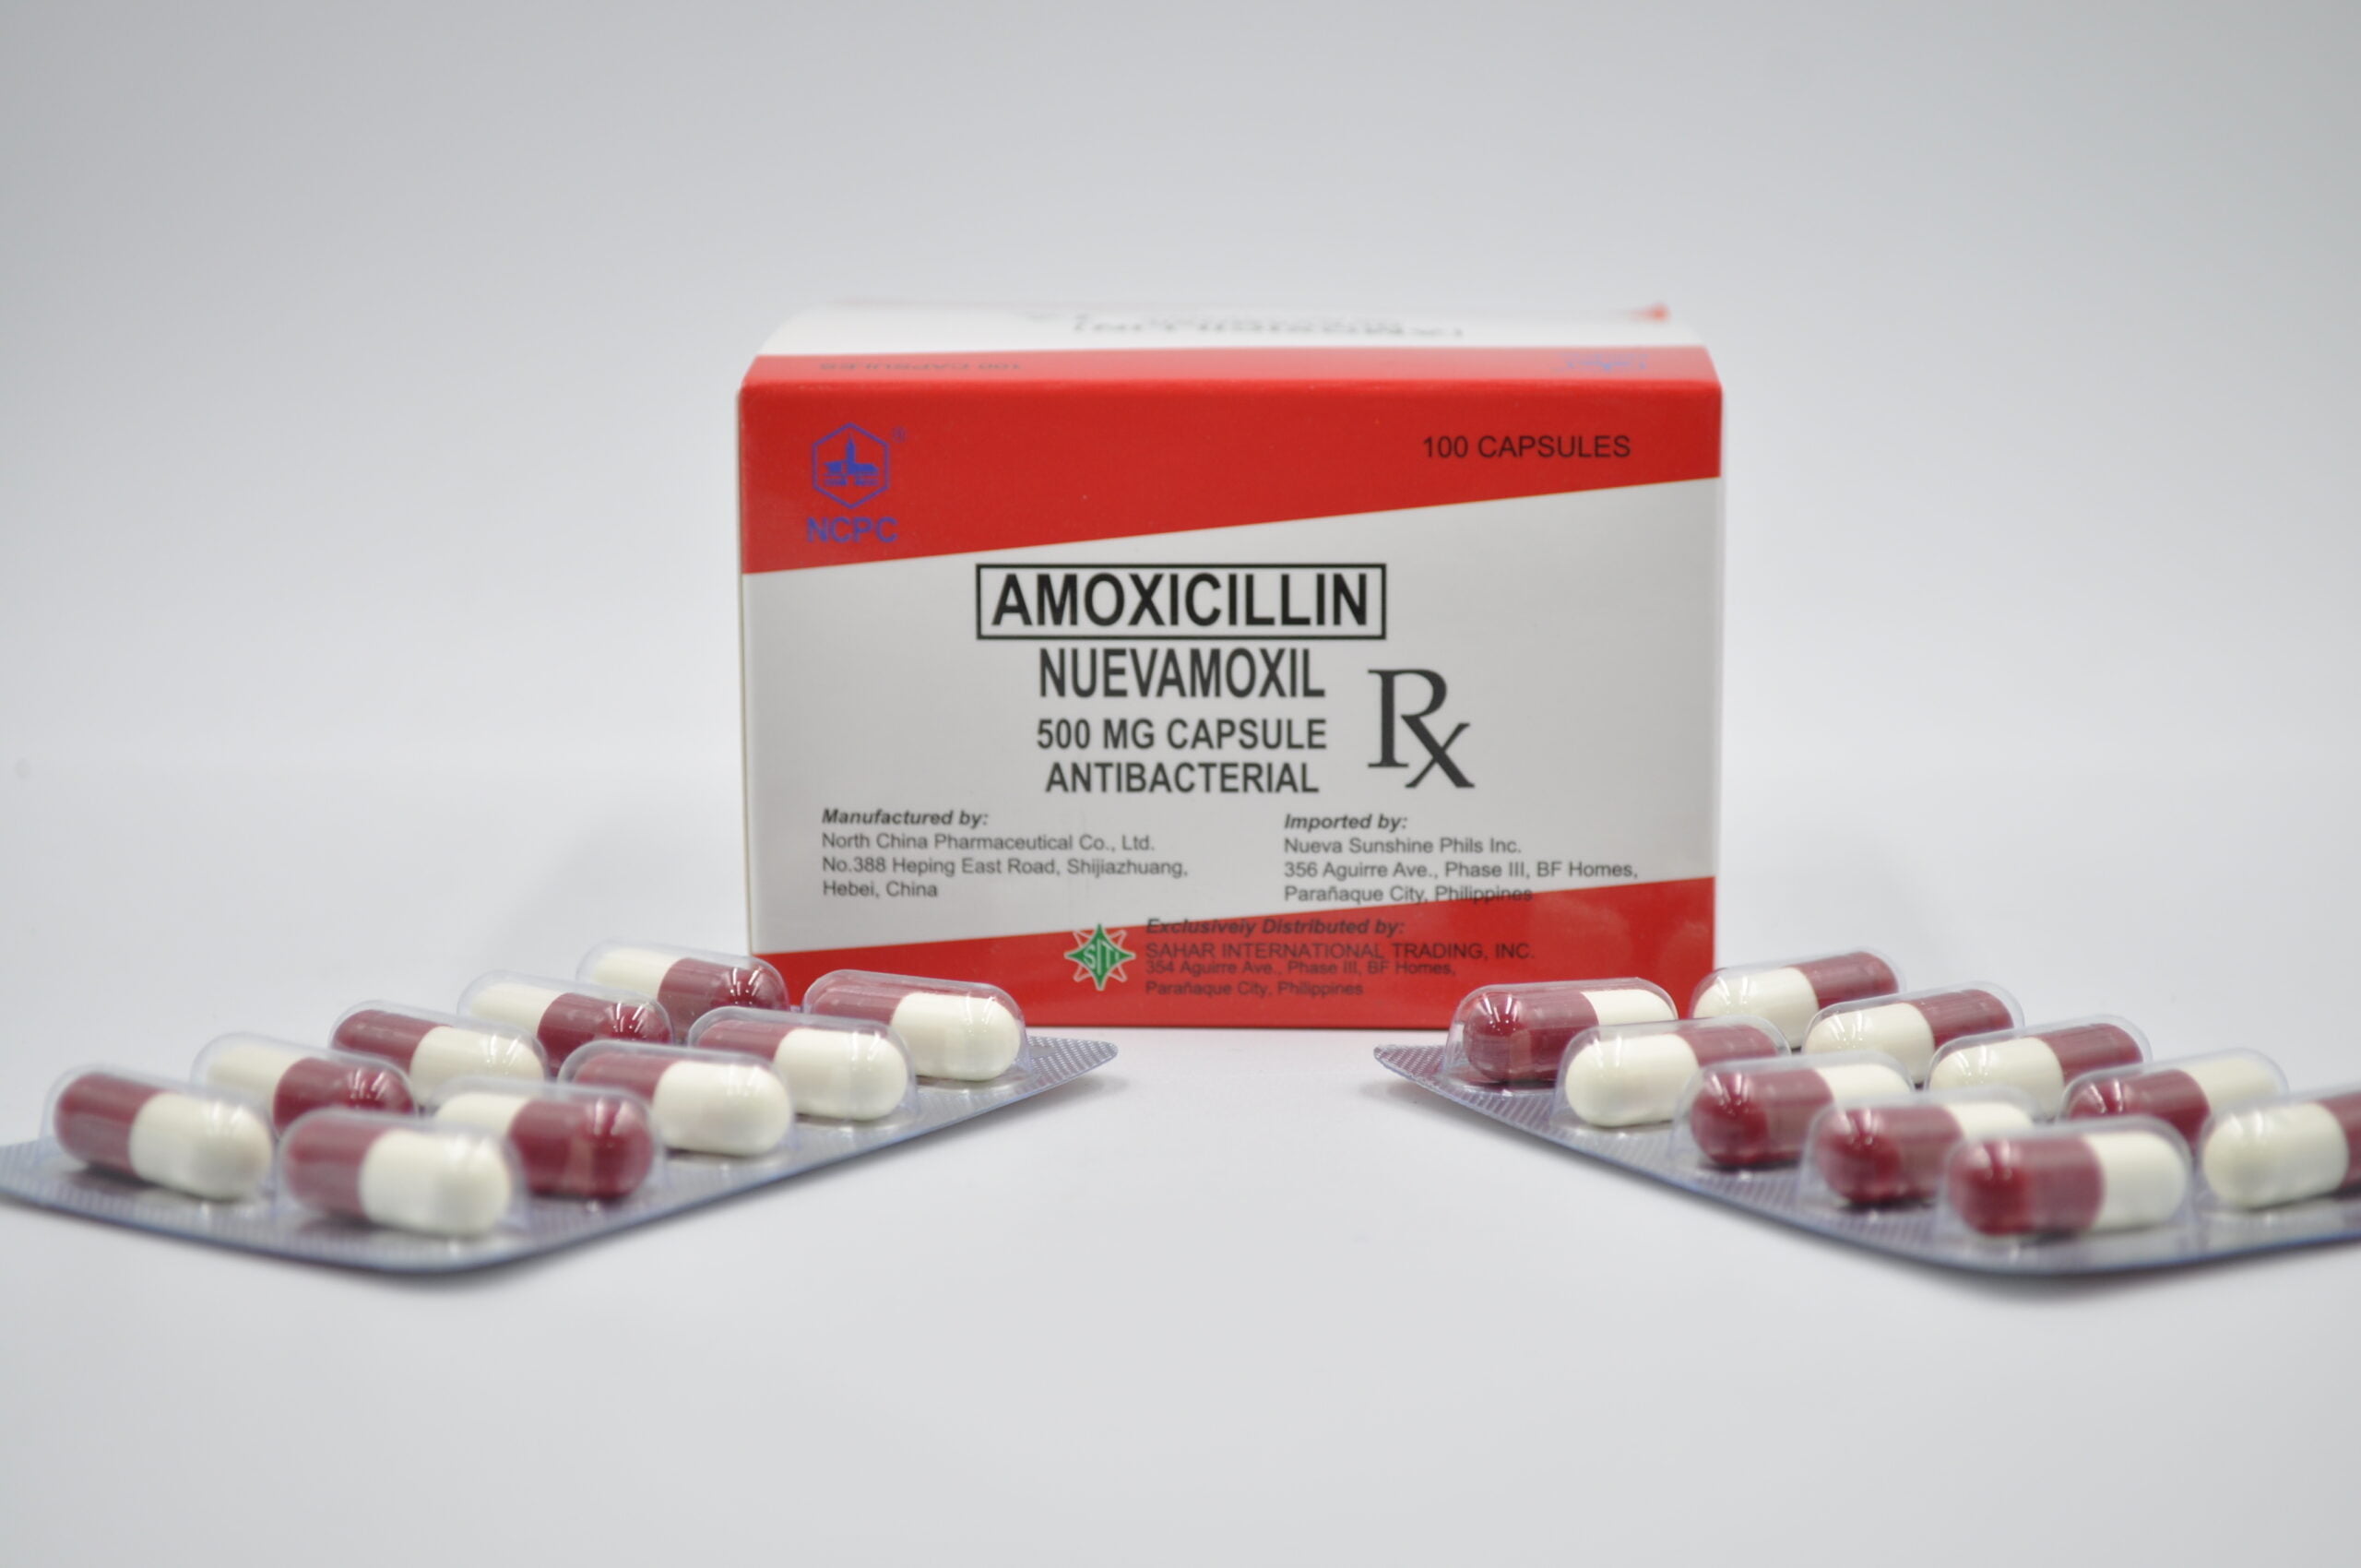 100 CAPSULES
®
NCPC
100 CAPSULES
AMOXICILLIN
NUEVAMOXIL
500 MG CAPSULE
ANTIBACTERIAL
Rx
Manufactured by:
North China Pharmaceutical Co., Ltd.
No.388 Heping East Road, Shijiazhuang,
Hebei, China
Imported by:
Nueva Sunshine Phils Inc.
356 Aguirre Ave., Phase III, BF Homes,
Parañaque City, Philippines
SITI
Exclusively Distributed by:
SAHAR INTERNATIONAL TRADING, INC.
354 Aguirre Ave., Phase III, BF Homes,
Parañaque City, Philippines